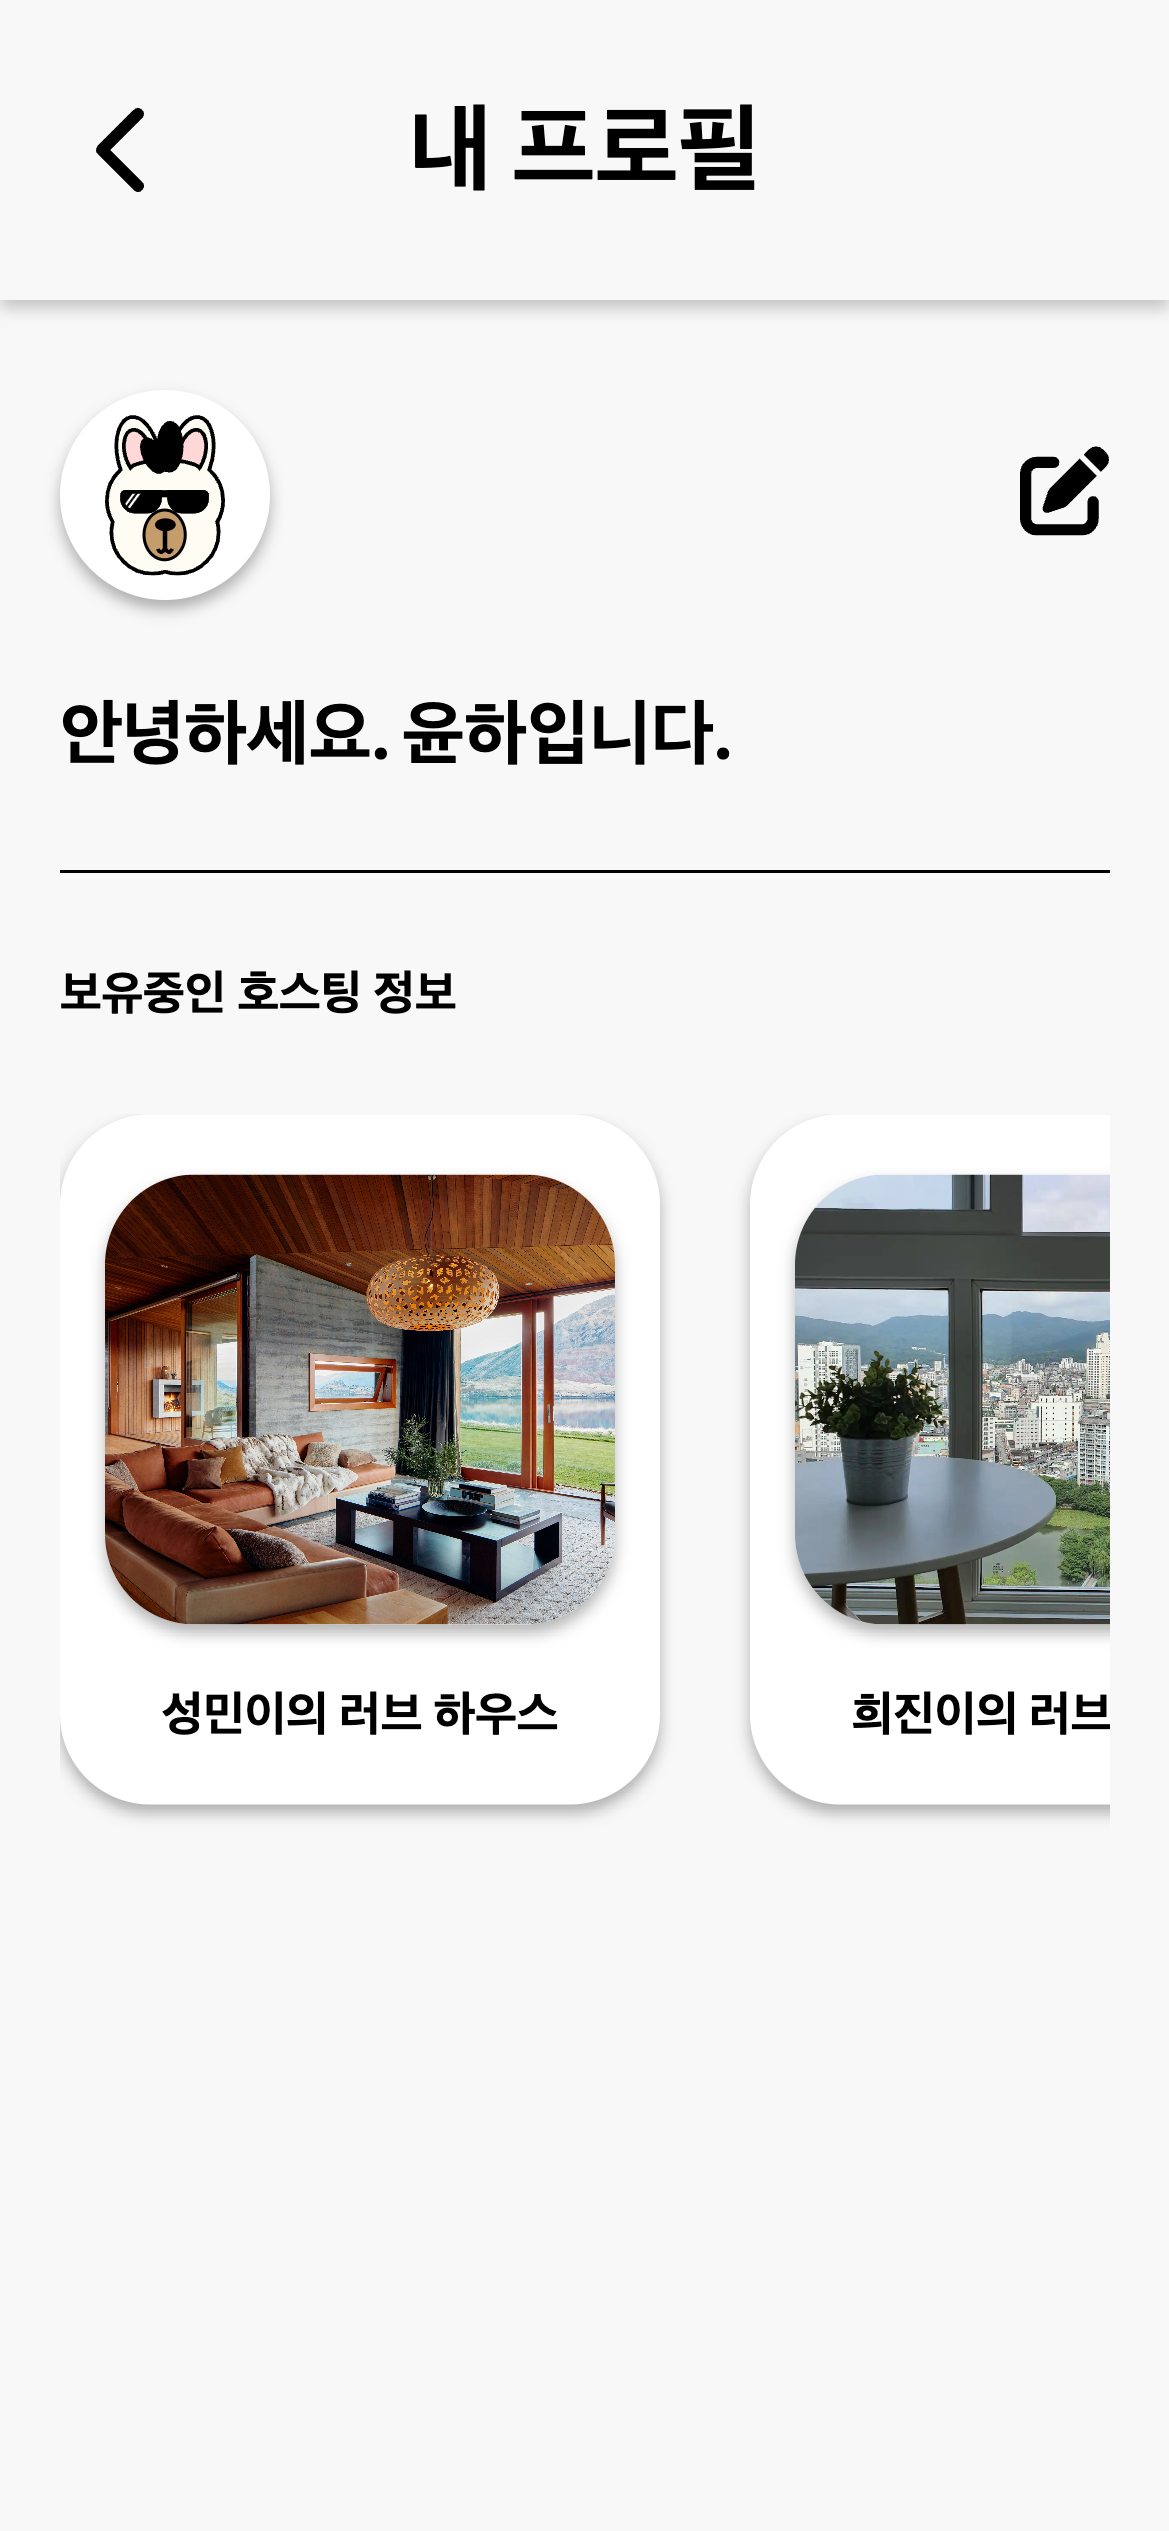 내 프로필
안녕하세요. 윤하입니다.
보유중인 호스팅 정보
성민이의 러브 하우스
희진이의 러브